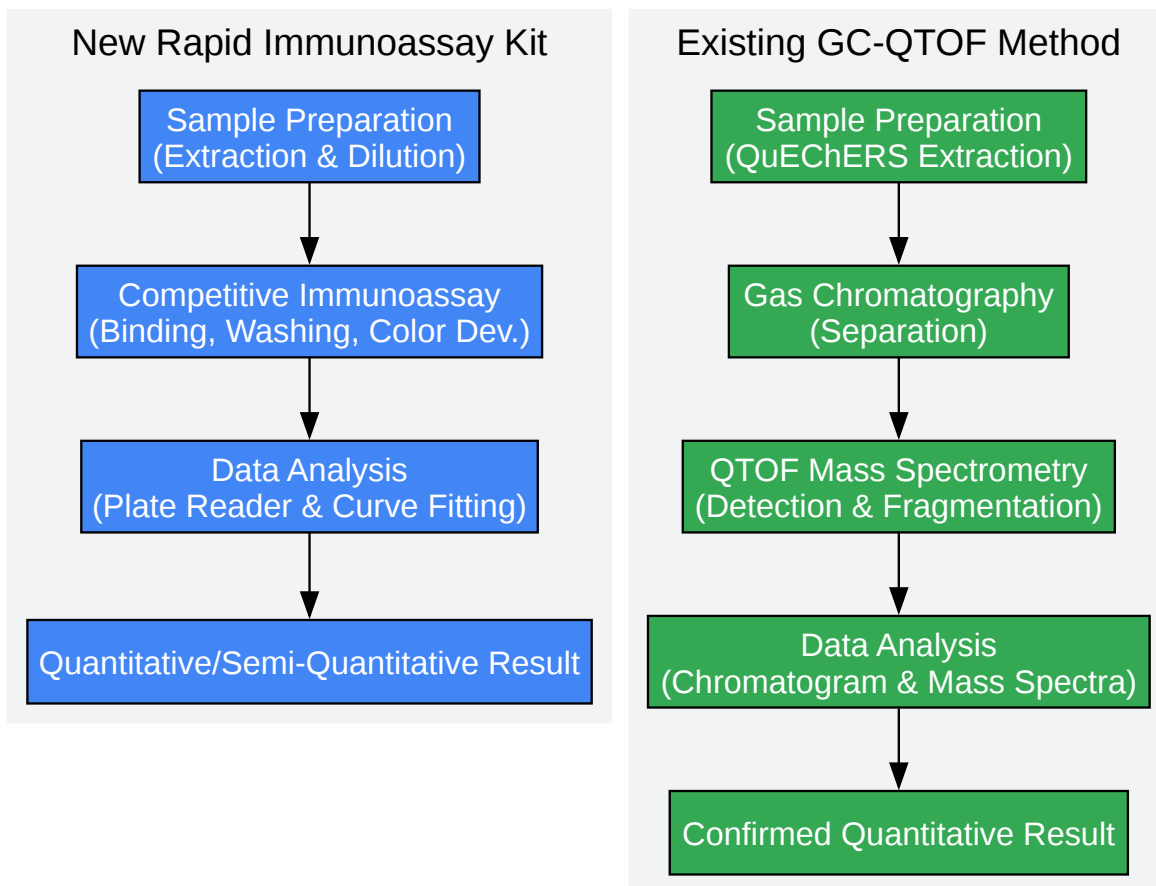 New Rapid Immunoassay Kit
Sample Preparation
(Extraction & Dilution)
Competitive Immunoassay
(Binding, Washing, Color Dev.)
Data Analysis
(Plate Reader & Curve Fitting)
Quantitative/Semi-Quantitative Result
Existing GC-QTOF Method
Sample Preparation
(QuEChERS Extraction)
Gas Chromatography
(Separation)
QTOF Mass Spectrometry
(Detection & Fragmentation)
Data Analysis
(Chromatogram & Mass Spectra)
Confirmed Quantitative Result